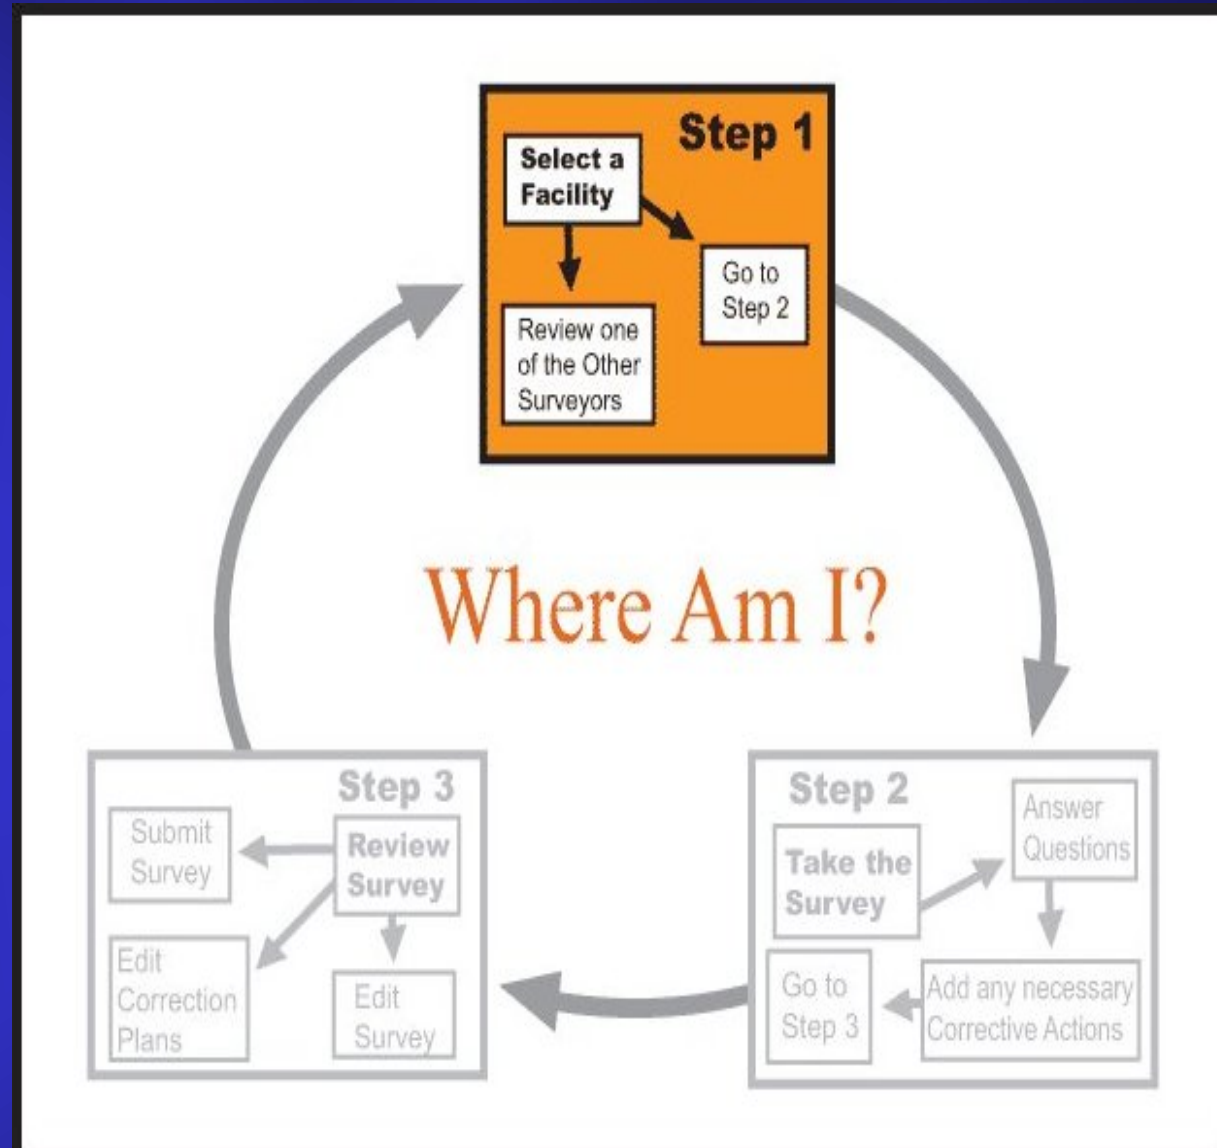 Step 1
Select a
Facility
Go to
Step 2
Review one
of the Other
Surveyors
Where Am I?
Step 3
Submit
Survey
Review
Survey
Edit
Correction
Plans
Edit
Survey
Step 2
Answer
Questions
Take the
Survey
Go to
Step 3
Add any necessary
Corrective Actions